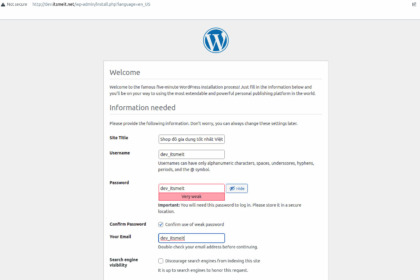 Not secure
http://dev.itsmeit.net/wp-admin/install.php?language=en_US
Welcome
Welcome to the famous five-minute WordPress installation process! Just fill in the information below and
you'll be on your way to using the most extendable and powerful personal publishing platform in the world.
Information needed
Please provide the following information. Don't worry, you can always change these settings later.
Site Title
Shop đồ gia dụng tốt nhất Việt
Username
dev_itsmeit
Usernames can have only alphanumeric characters, spaces, underscores, hyphens,
periods, and the @ symbol.
Password
dev_itsmeit
Hide
Very weak
Important: You will need this password to log in. Please store it in a secure
location.
Confirm Password
Confirm use of weak password
Your Email
dev_itsmeit
Double-check your email address before continuing.
Search engine
visibility
Discourage search engines from indexing this site
It is up to search engines to honor this request.